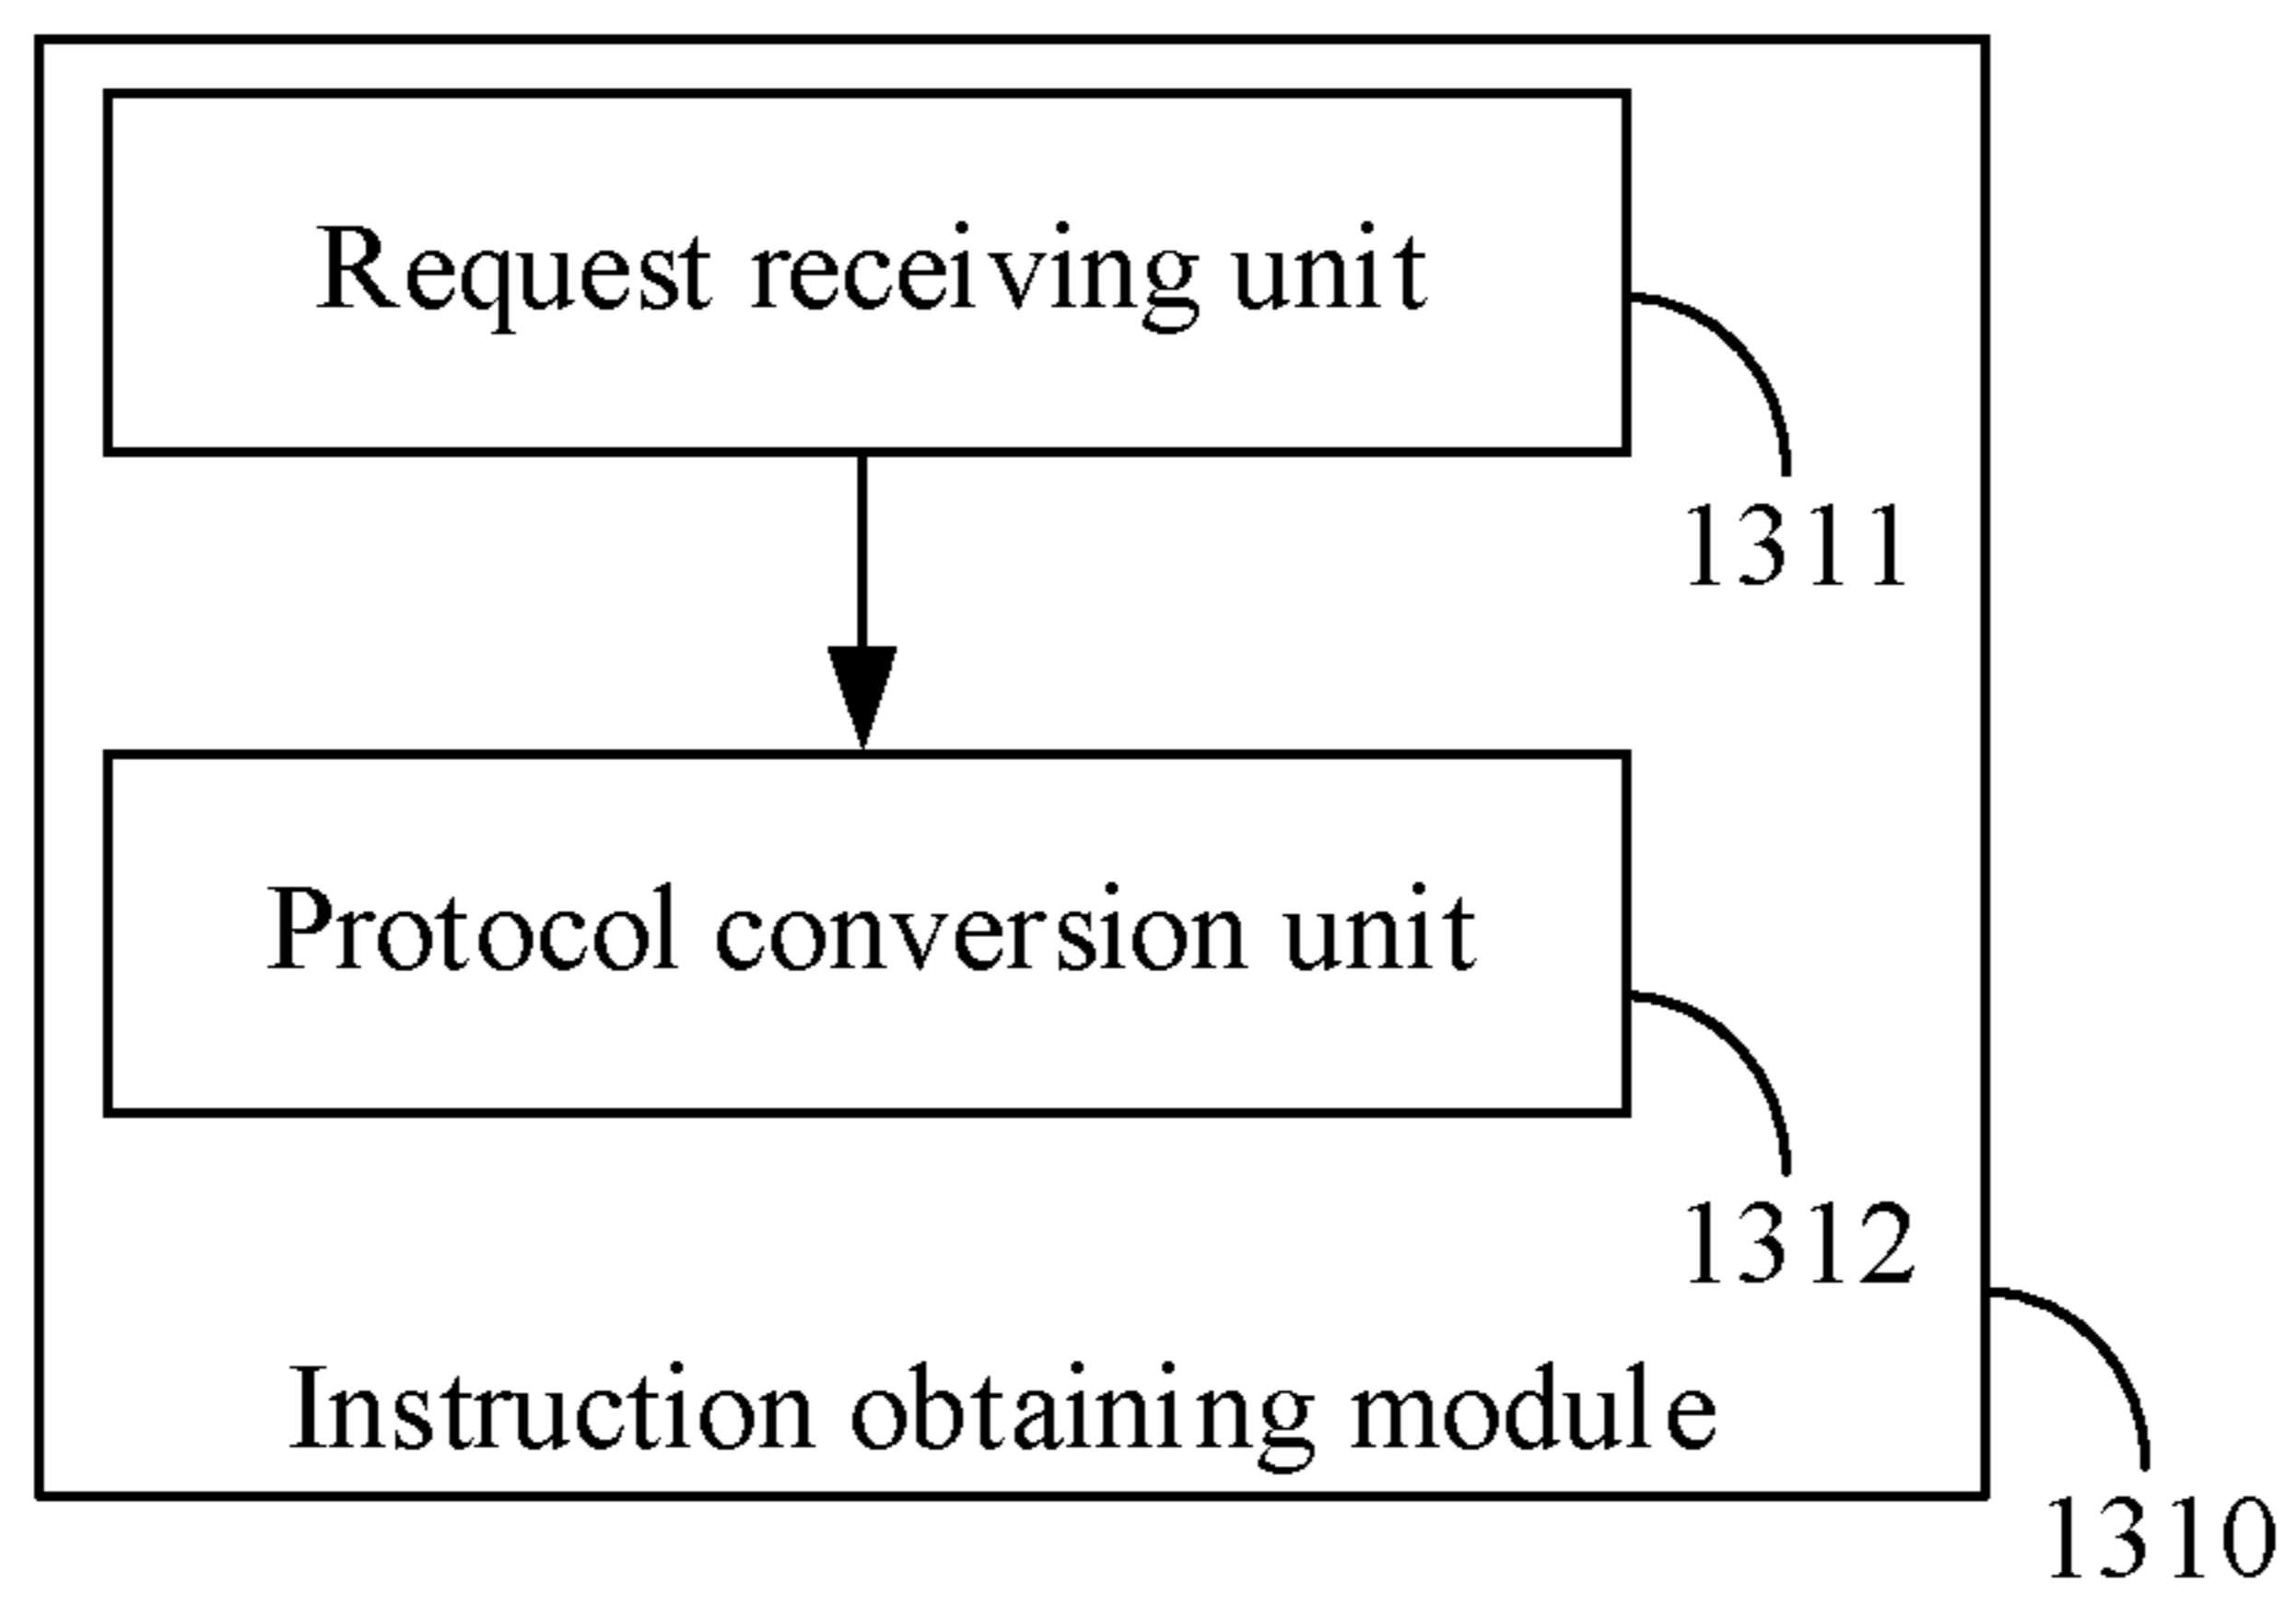 Request receiving unit
1311
Protocol conversion unit
1312
Instruction obtaining module
1310